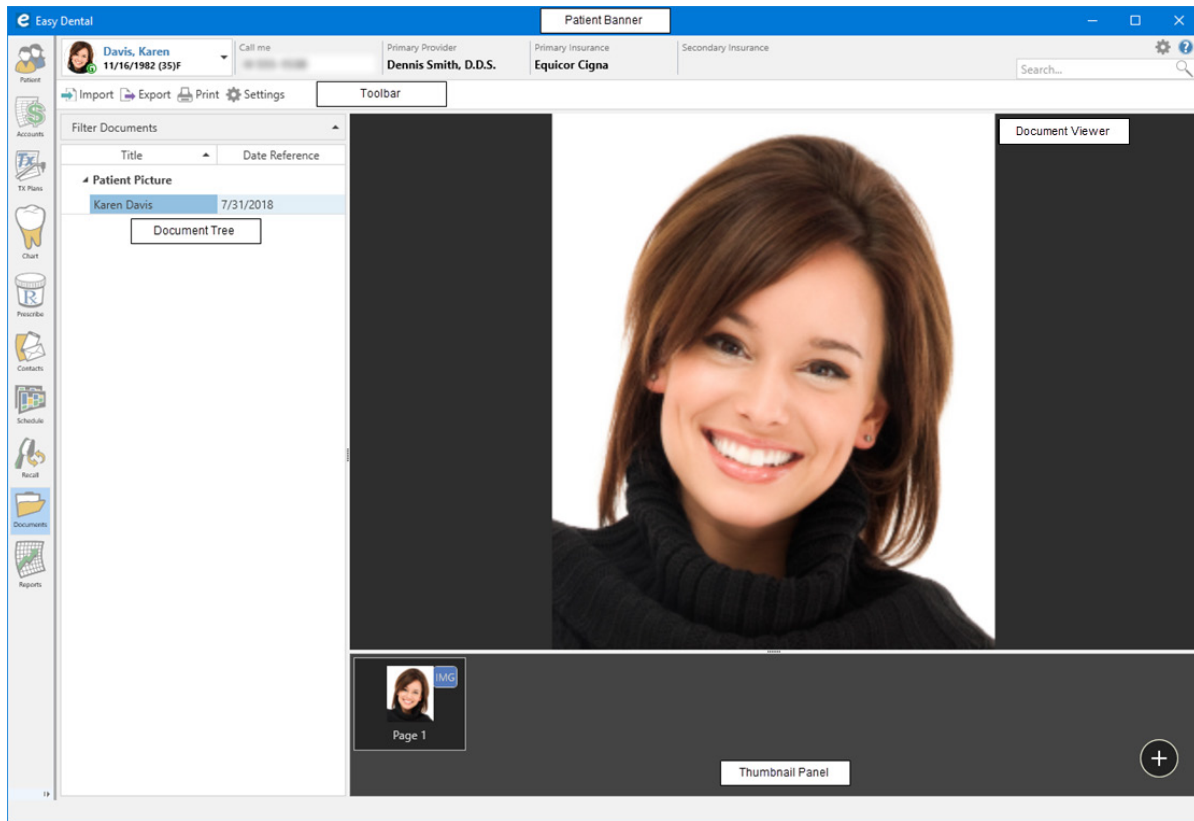 Easy Dental
Patient Banner
Davis, Karen
11/16/1982 (35)F
Call me
Primary Provider
Dennis Smith, D.D.S.
Primary Insurance
Equicor Cigna
Secondary Insurance
Search...
Patient
Import Export Print Settings
Toolbar
Accounts
TX Plans
Chart
Prescribe
Contacts
Schedule
Recall
Documents
Reports
Filter Documents
Title Date Reference
Patient Picture
Karen Davis 7/31/2018
Document Tree
Document Viewer
IMG
Page 1
Thumbnail Panel